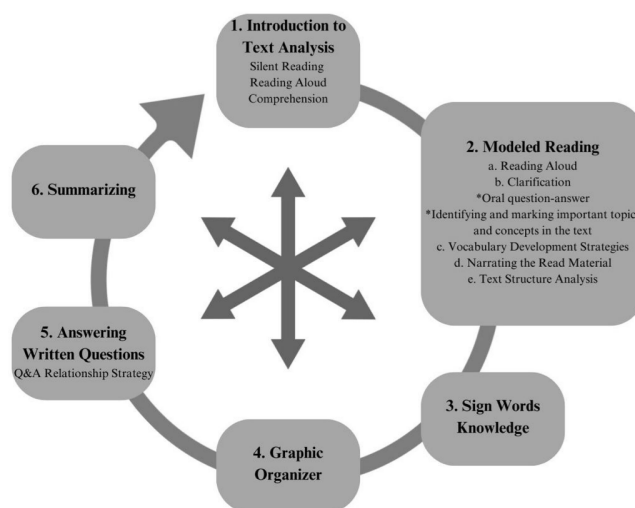 1. Introduction to
Text Analysis
Silent Reading
Reading Aloud
Comprehension
2. Modeled Reading
a. Reading Aloud
b. Clarification
*Oral question-answer
*Identifying and marking important topic
and concepts in the text
c. Vocabulary Development Strategies
d. Narrating the Read Material
e. Text Structure Analysis
3. Sign Words
Knowledge
4. Graphic
Organizer
5. Answering
Written Questions
Q&A Relationship Strategy
6. Summarizing